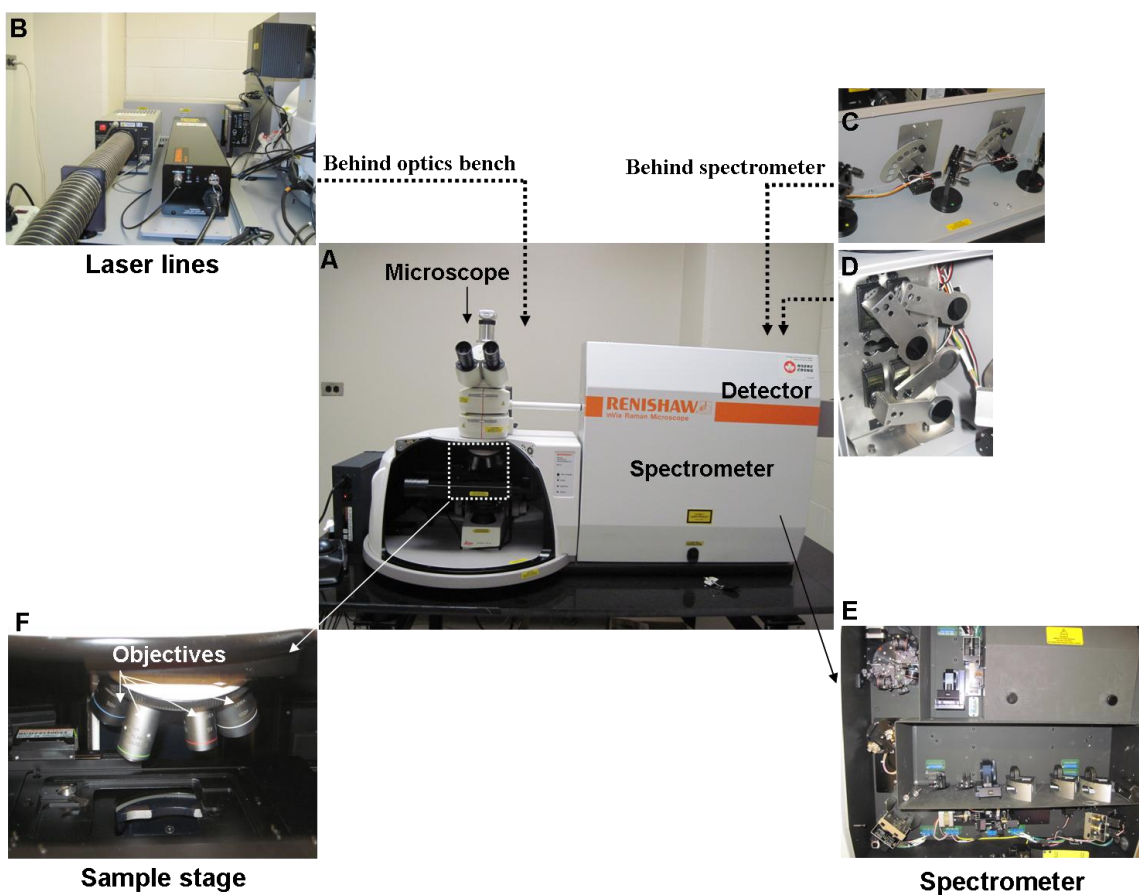 B
C
Behind optics bench
Behind spectrometer
Laser lines
A
Microscope
D
Detector
RENISHAW
inVia Raman Microscope
Spectrometer
F
Objectives
E
Sample stage
Spectrometer